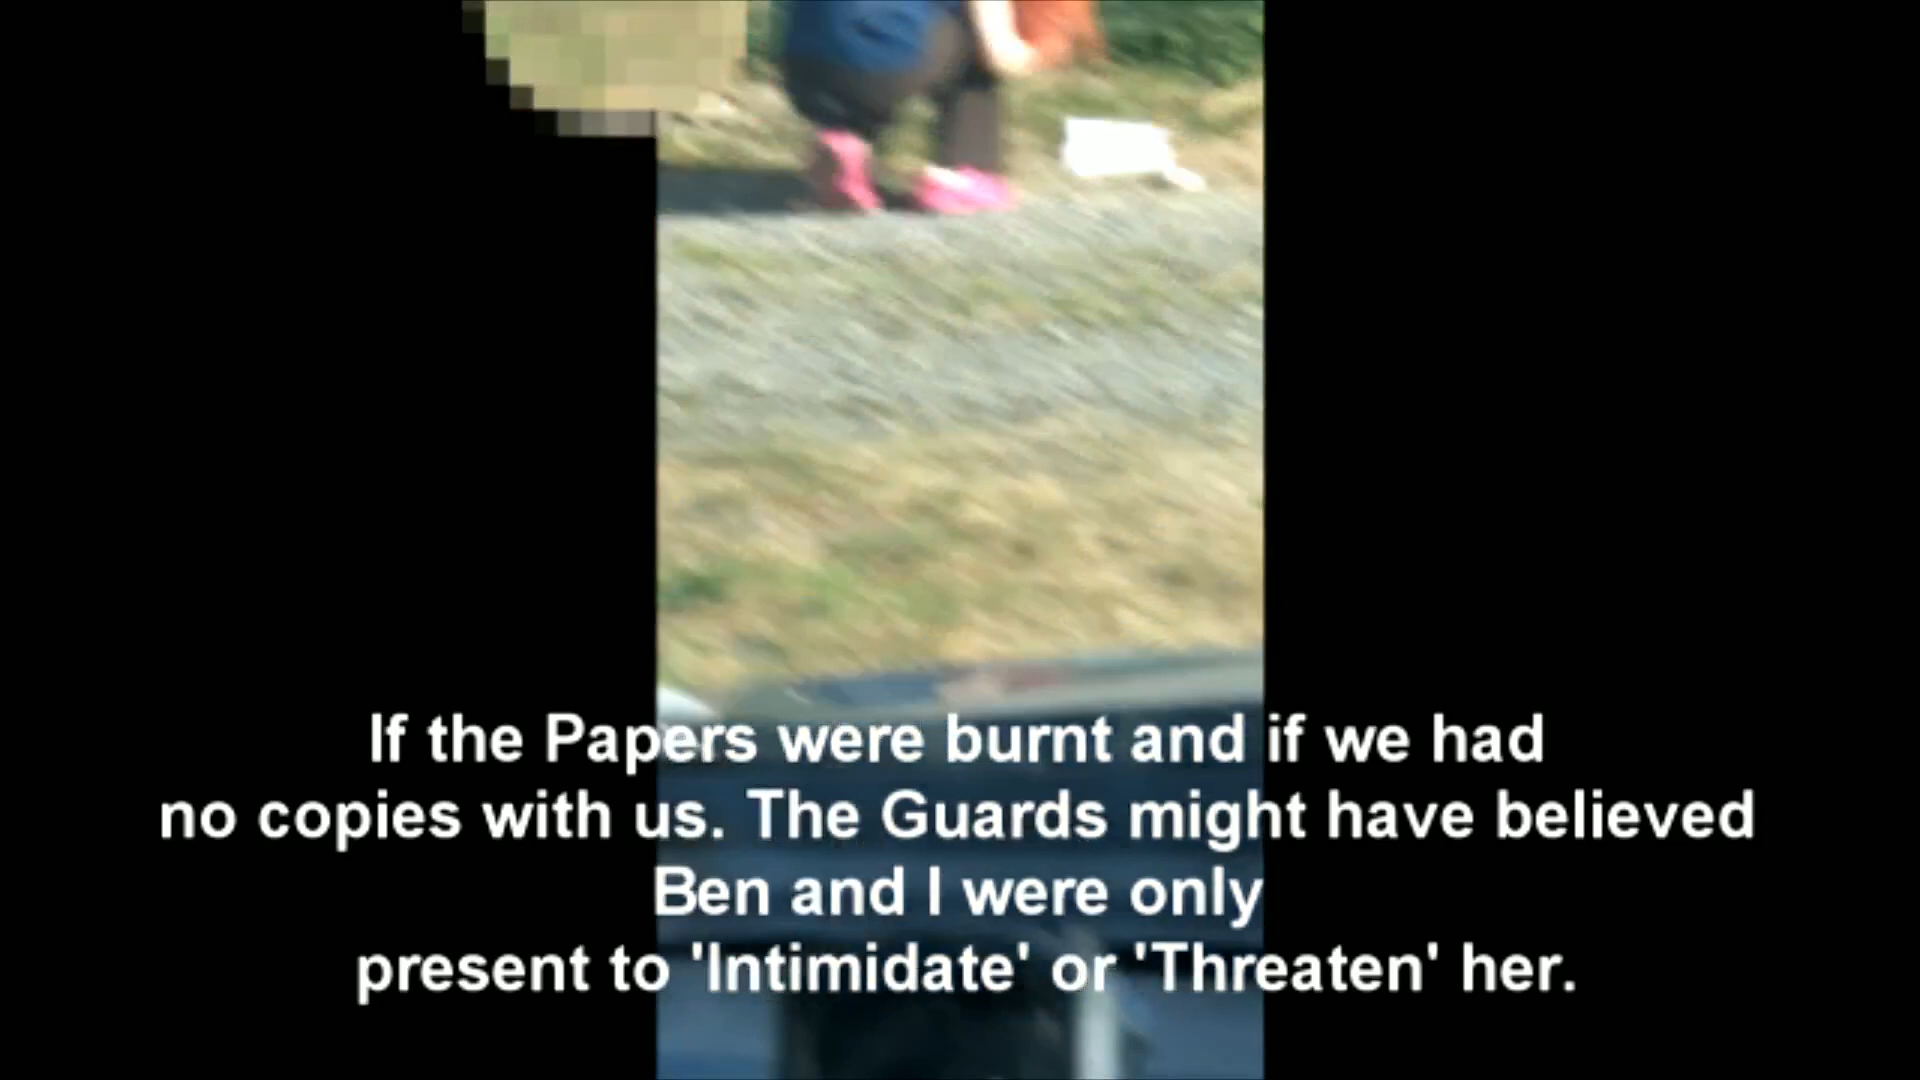 If the Papers were burnt and if we had
no copies with us. The Guards might have believed
Ben and I were only
present to 'Intimidate' or 'Threaten' her.